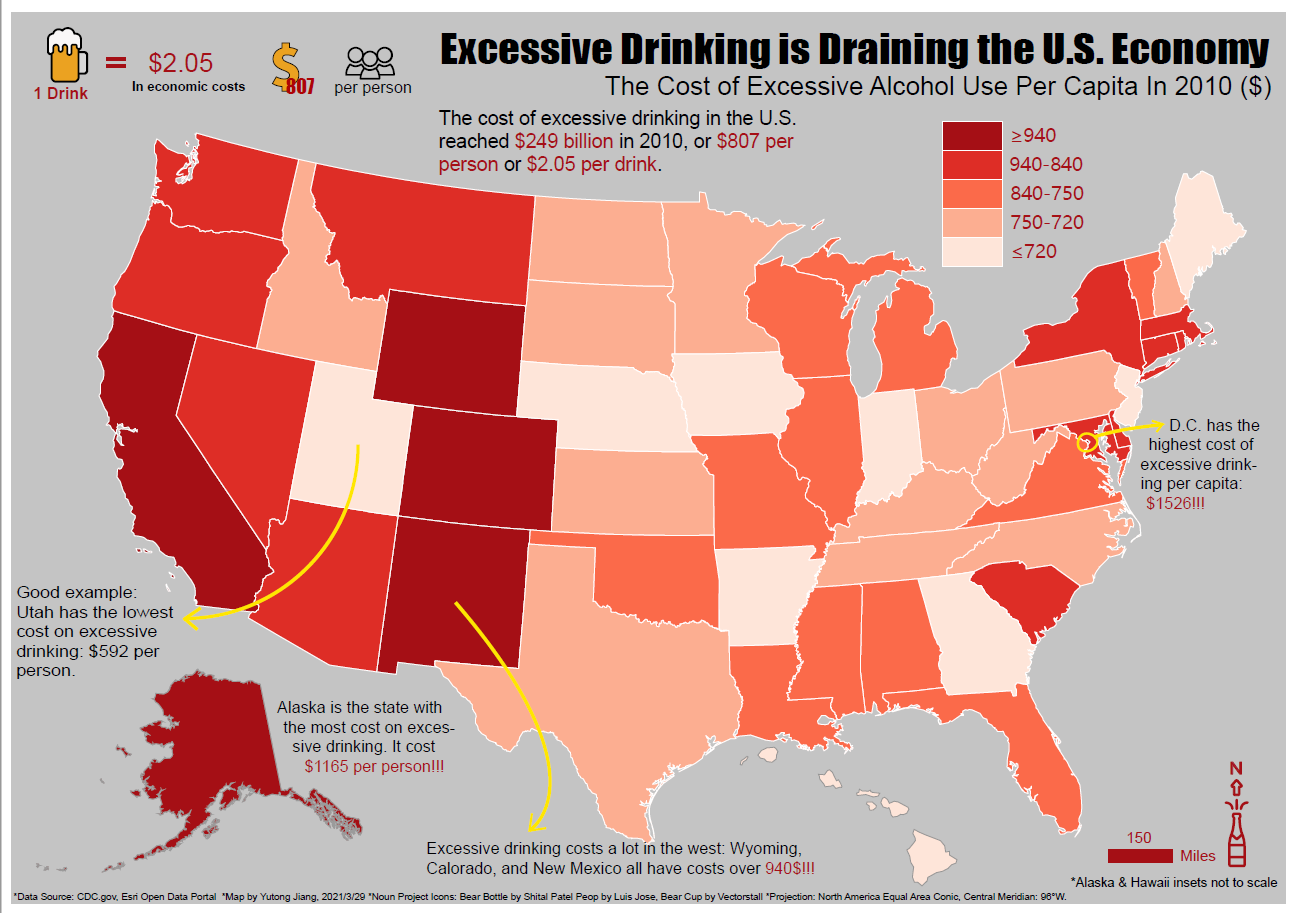 Excessive Drinking is Draining the U.S. Economy
The Cost of Excessive Alcohol Use Per Capita In 2010 ($)
1 Drink
=
$2.05
In economic costs
$
807
per person
The cost of excessive drinking in the U.S.
reached $249 billion in 2010, or $807 per
person or $2.05 per drink.
≥940
940-840
840-750
750-720
≤720
D.C. has the
highest cost of
excessive drink-
ing per capita:
$1526!!!
Good example:
Utah has the lowest
cost on excessive
drinking: $592 per
person.
Alaska is the state with
the most cost on exces-
sive drinking. It cost
$1165 per person!!!
Excessive drinking costs a lot in the west: Wyoming,
Calorado, and New Mexico all have costs over 940$!!!
N
150
Miles
*Alaska & Hawaii insets not to scale
*Data Source: CDC.gov, Esri Open Data Portal *Map by Yutong Jiang, 2021/3/29 *Noun Project Icons: Bear Bottle by Shital Patel Peop by Luis Jose, Bear Cup by Vectorstall *Projection: North America Equal Area Conic, Central Meridian: 96°W.